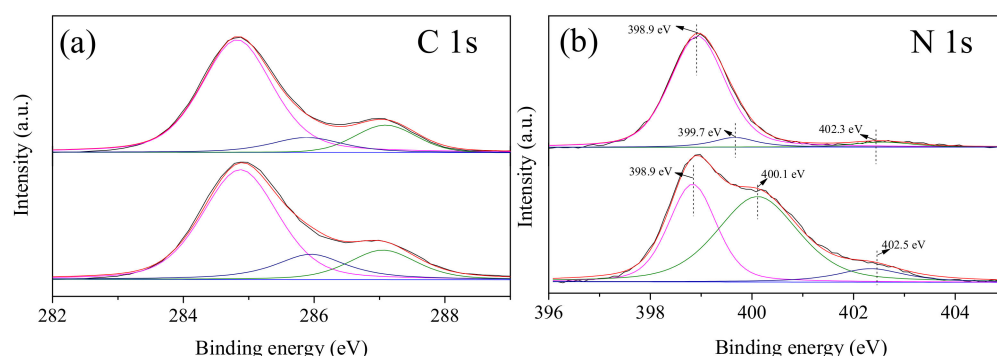 (a)
C 1s
Intensity (a.u.)
282
284
286
288
Binding energy (eV)
(b)
N 1s
Intensity (a.u.)
398.9 eV
399.7 eV
402.3 eV
398.9 eV
400.1 eV
402.5 eV
396
398
400
402
404
Binding energy (eV)